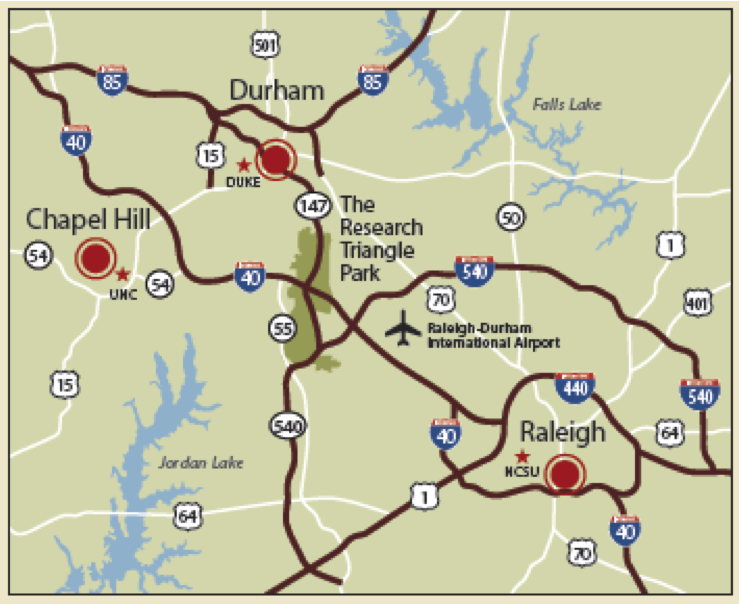 501
85
85
Durham
Falls Lake
40
15
DUKE
147
The
Research
Triangle
Park
Chapel Hill
50
54
UNC
54
1
40
540
70
401
55
Raleigh-Durham
International Airport
15
440
540
540
40
Raleigh
64
NCSU
Jordan Lake
1
64
40
70